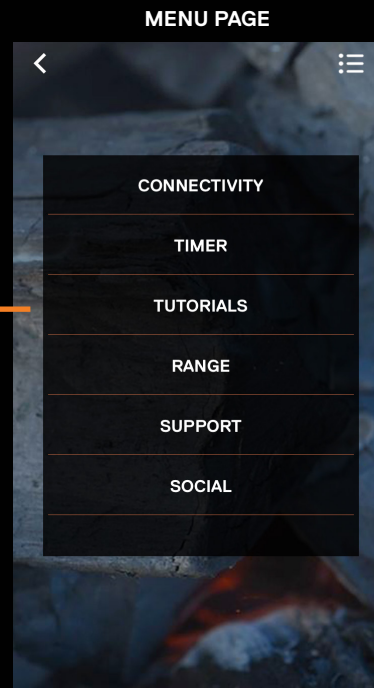 MENU PAGE
CONNECTIVITY
TIMER
TUTORIALS
RANGE
SUPPORT
SOCIAL